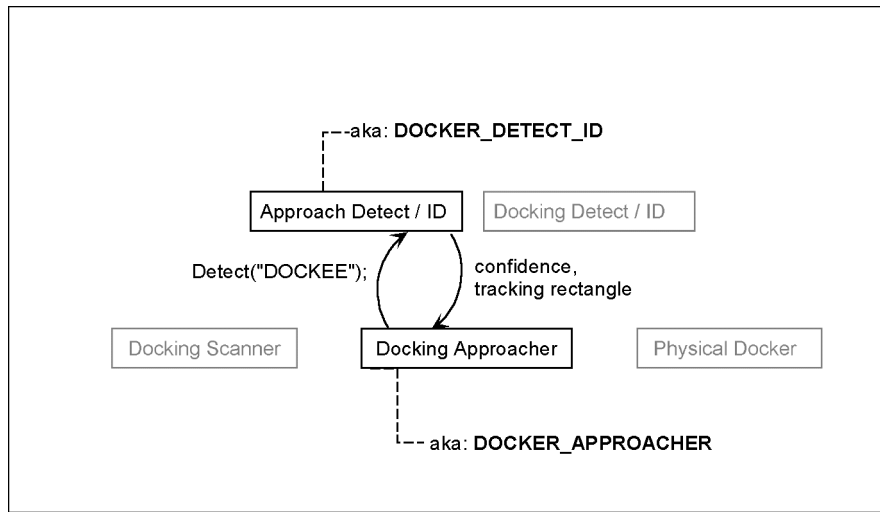 aka: DOCKER_DETECT_ID
Approach Detect / ID
Docking Detect / ID
Detect("DOCKEE");
confidence,
tracking rectangle
Docking Scanner
Docking Approacher
Physical Docker
aka: DOCKER_APPROACHER